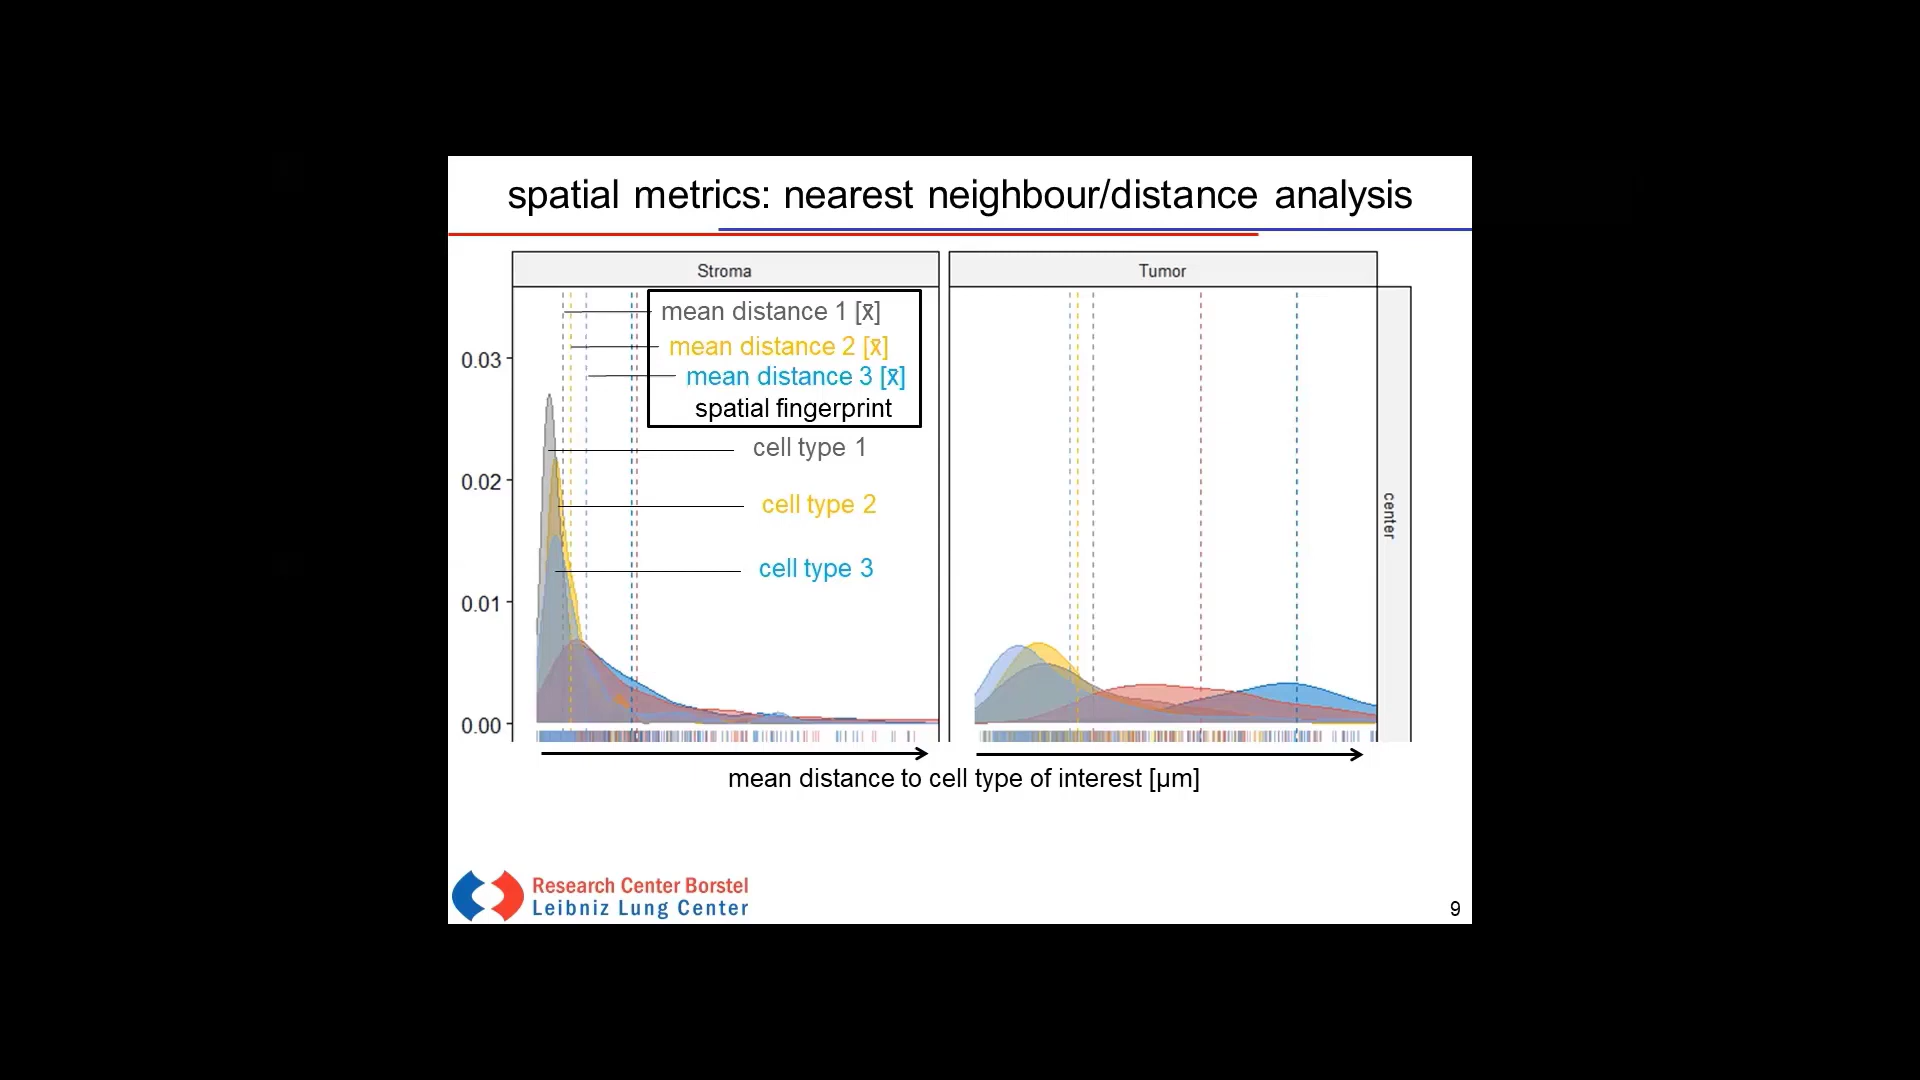 spatial metrics: nearest neighbour/distance analysis
Stroma
Tumor
mean distance 1 [x̄]
mean distance 2 [x̄]
mean distance 3 [x̄]
spatial fingerprint
cell type 1
cell type 2
cell type 3
0.03
0.02
0.01
0.00
center
mean distance to cell type of interest [µm]
Research Center Borstel
Leibniz Lung Center
9